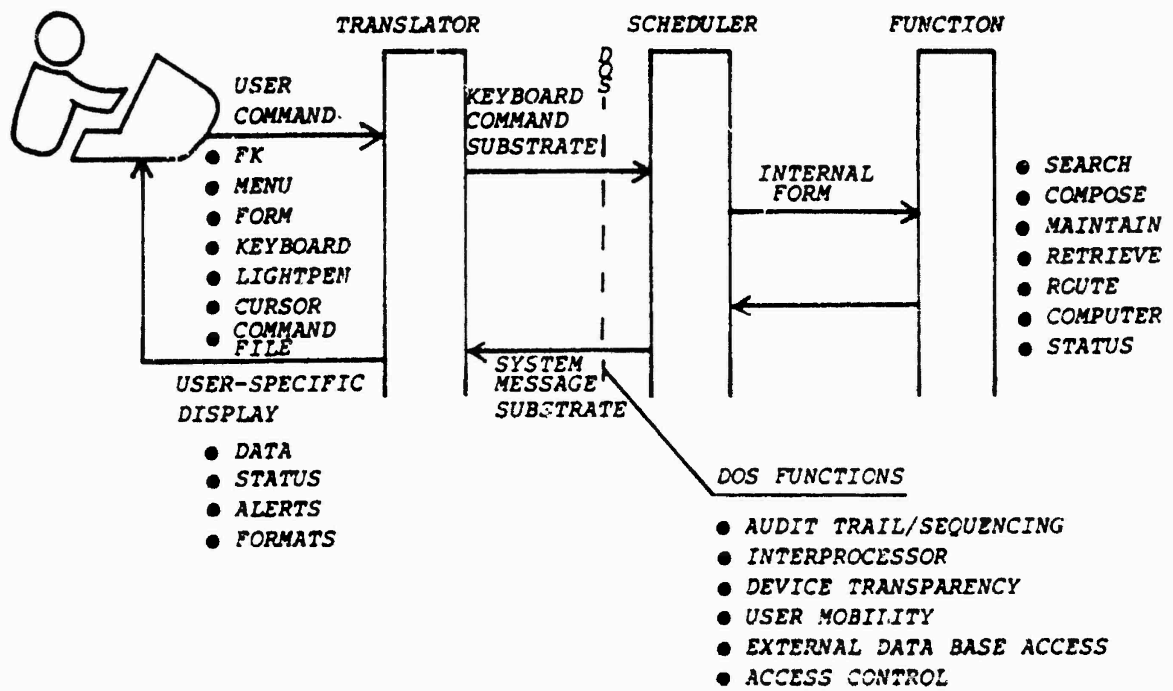 TRANSLATOR
SCHEDULER
FUNCTION
DOS
USER
COMMAND
● FK
● MENU
● FORM
● KEYBOARD
● LIGHTPEN
● CURSOR
● COMMAND
FILE
KEYBOARD
COMMAND
SUBSTRATE
INTERNAL
FORM
● SEARCH
● COMPOSE
● MAINTAIN
● RETRIEVE
● ROUTE
● COMPUTER
● STATUS
SYSTEM
MESSAGE
SUBSTRATE
USER-SPECIFIC
DISPLAY
● DATA
● STATUS
● ALERTS
● FORMATS
DOS FUNCTIONS
● AUDIT TRAIL/SEQUENCING
● INTERPROCESSOR
● DEVICE TRANSPARENCY
● USER MOBILITY
● EXTERNAL DATA BASE ACCESS
● ACCESS CONTROL